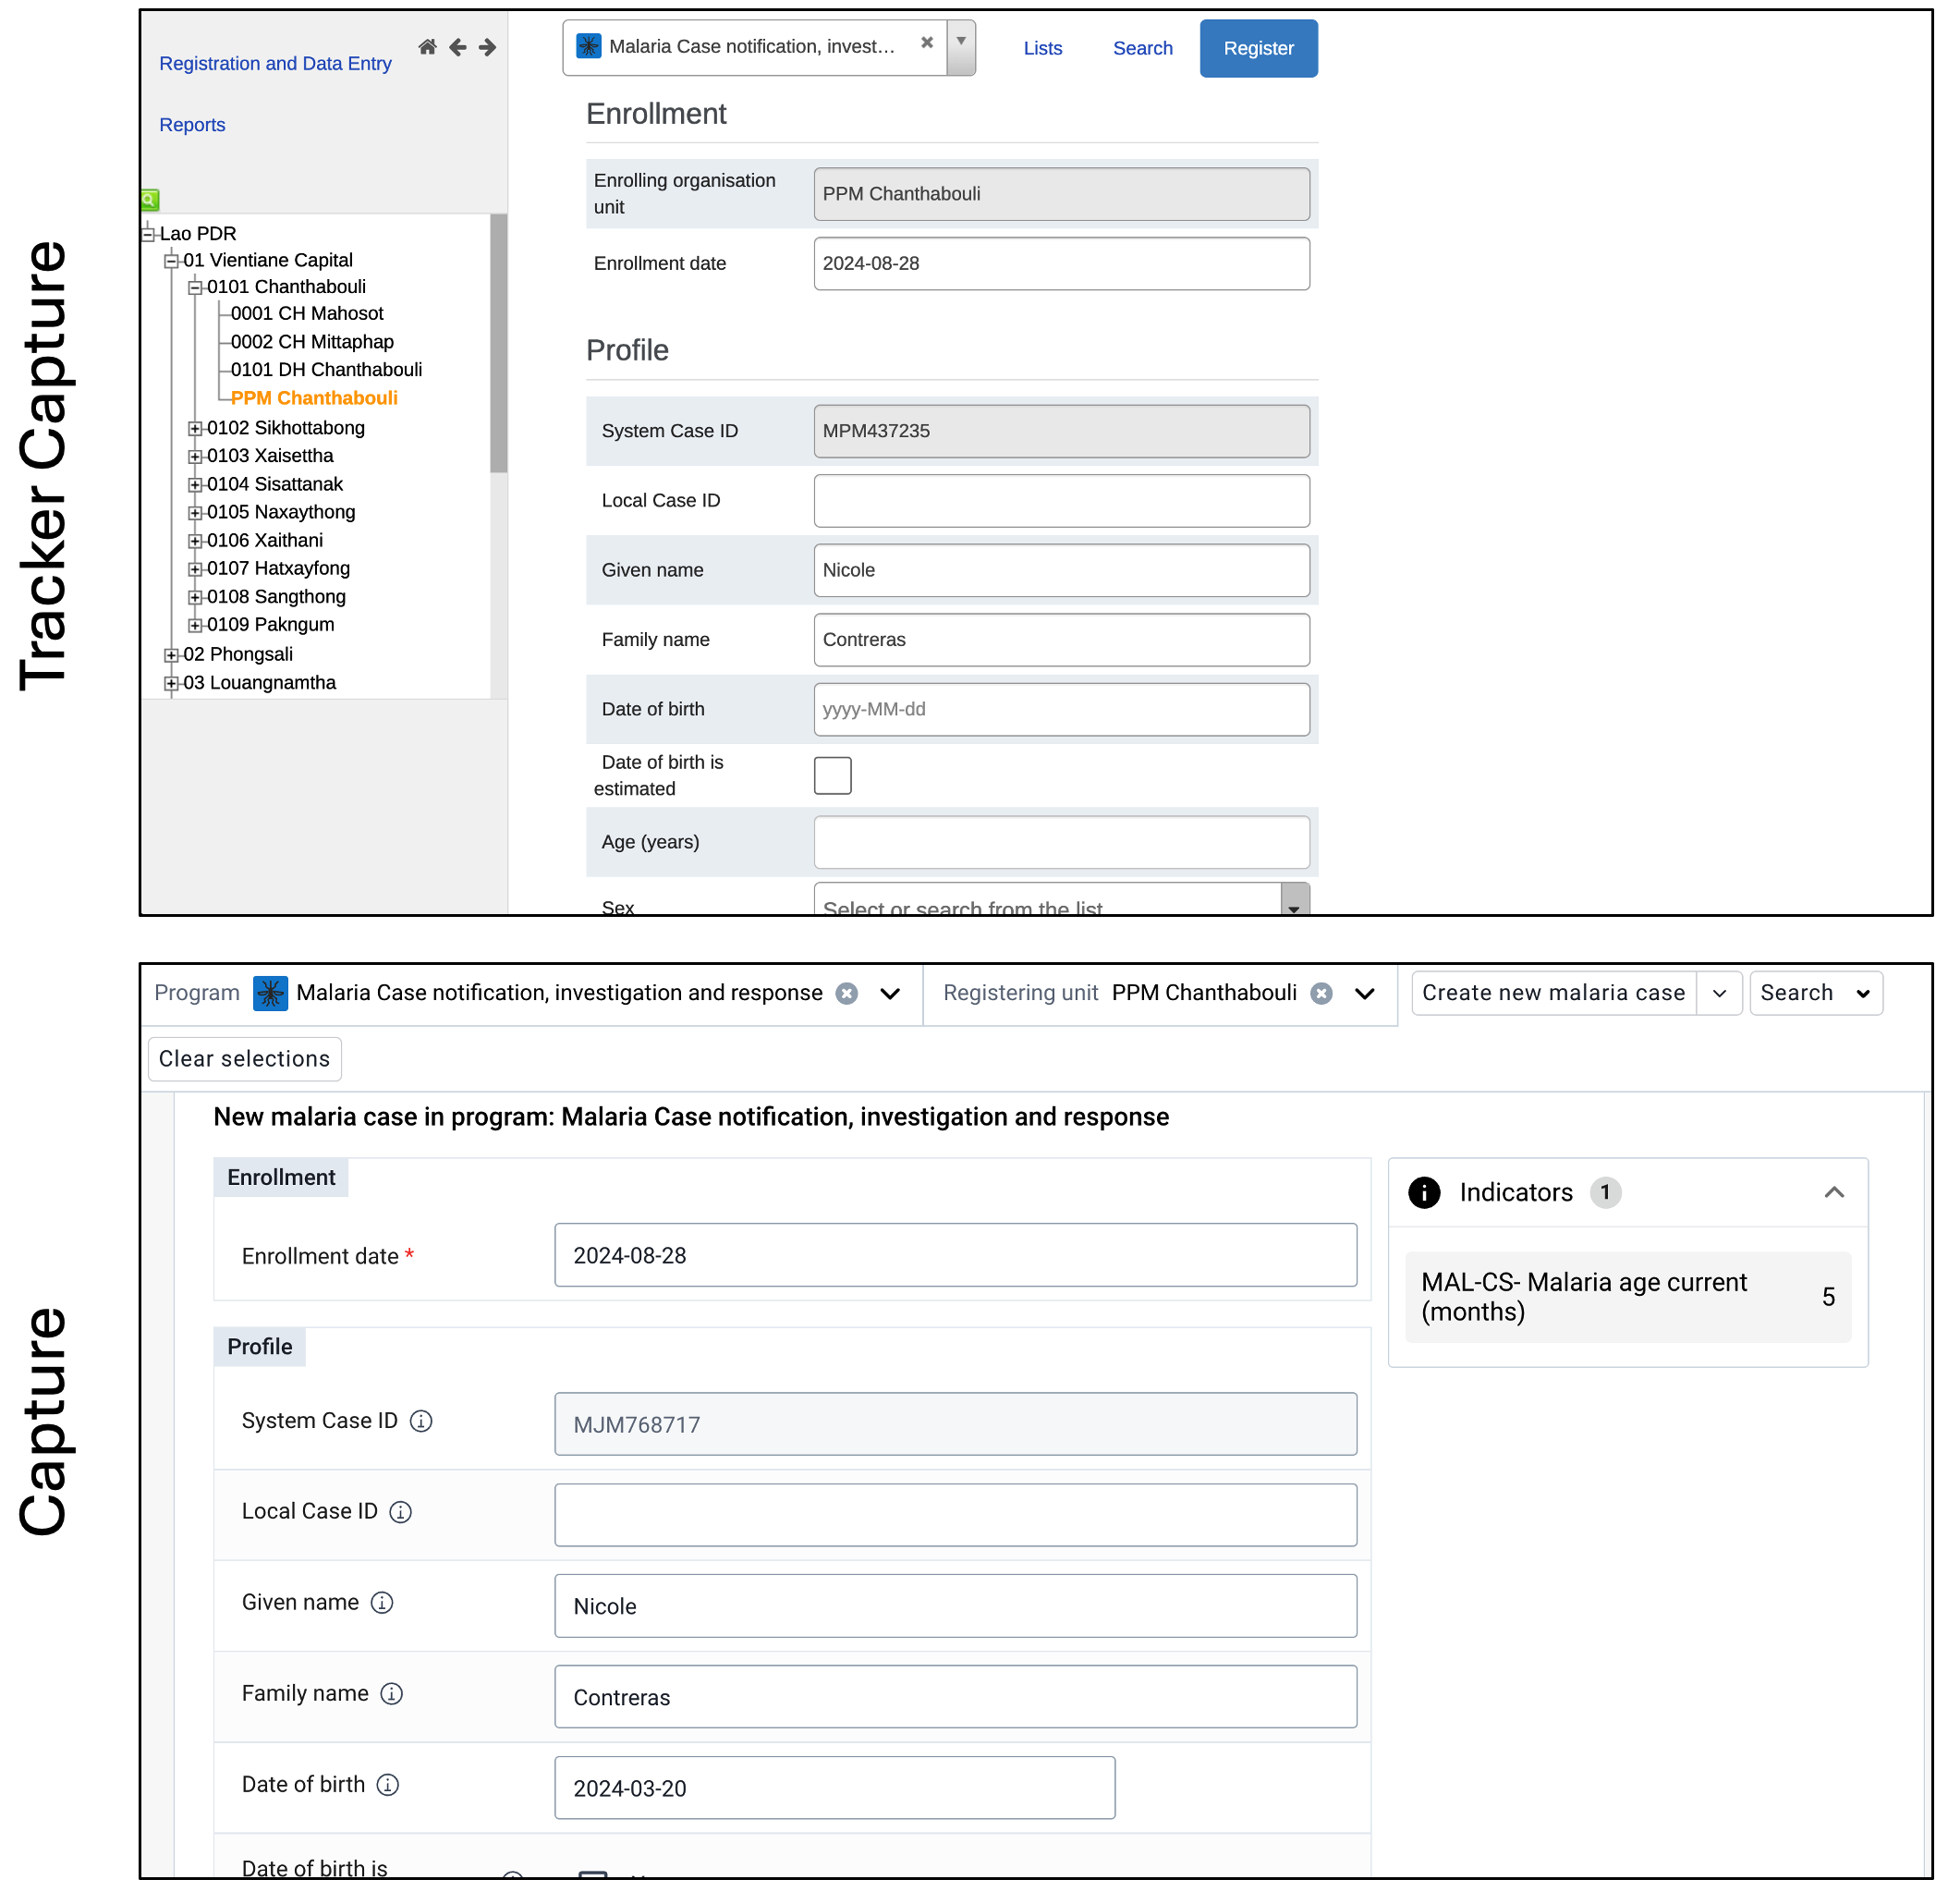 Tracker Capture
Registration and Data Entry
Reports
Lao PDR
01 Vientiane Capital
0101 Chanthabouli
0001 CH Mahosot
0002 CH Mittaphap
0101 DH Chanthabouli
PPM Chanthabouli
0102 Sikhottabong
0103 Xaisettha
0104 Sisattanak
0105 Naxaythong
0106 Xaithani
0107 Hatxayfong
0108 Sangthong
0109 Pakngum
02 Phongsali
03 Louangnamtha
Malaria Case notification, invest...
Lists
Search
Register
Enrollment
Enrolling organisation
unit
PPM Chanthabouli
Enrollment date
2024-08-28
Profile
System Case ID
MPM437235
Local Case ID
Given name
Nicole
Family name
Contreras
Date of birth
yyyy-MM-dd
Date of birth is
estimated
Age (years)
Sex
Select or search from the list
Capture
Program
Malaria Case notification, investigation and response
Registering unit
PPM Chanthabouli
Create new malaria case
Search
Clear selections
New malaria case in program: Malaria Case notification, investigation and response
Enrollment
Enrollment date *
2024-08-28
Profile
System Case ID
MJM768717
Local Case ID
Given name
Nicole
Family name
Contreras
Date of birth
2024-03-20
Date of birth is
Indicators 1
MAL-CS- Malaria age current
(months)
5